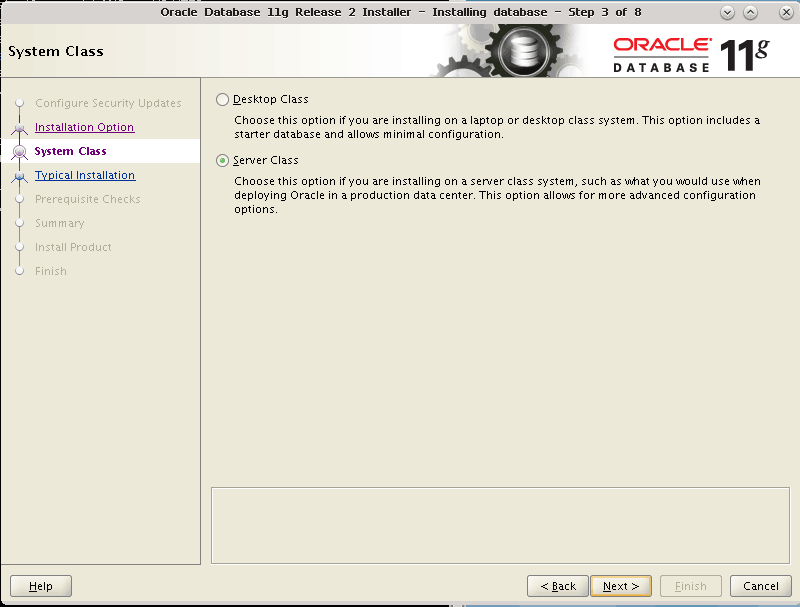 Oracle Database 11g Release 2 Installer - Installing database - Step 3 of 8
System Class
ORACLE
DATABASE
11g
Configure Security Updates
Installation Option
System Class
Typical Installation
Prerequisite Checks
Summary
Install Product
Finish
Desktop Class
Choose this option if you are installing on a laptop or desktop class system. This option includes a
starter database and allows minimal configuration.
Server Class
Choose this option if you are installing on a server class system, such as what you would use when
deploying Oracle in a production data center. This option allows for more advanced configuration
options.
Help
< Back
Next >
Finish
Cancel